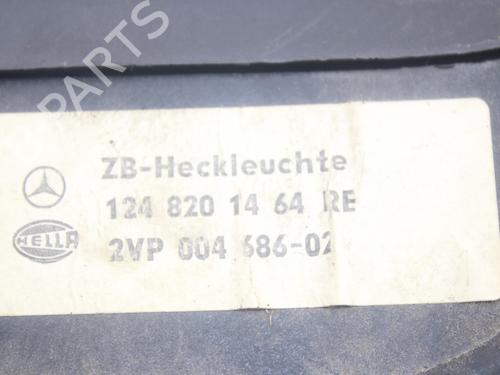 B-PARTS
ZB-Heckleuchte
124 820 14 64 RE
HELLA
2VP 004 686-02